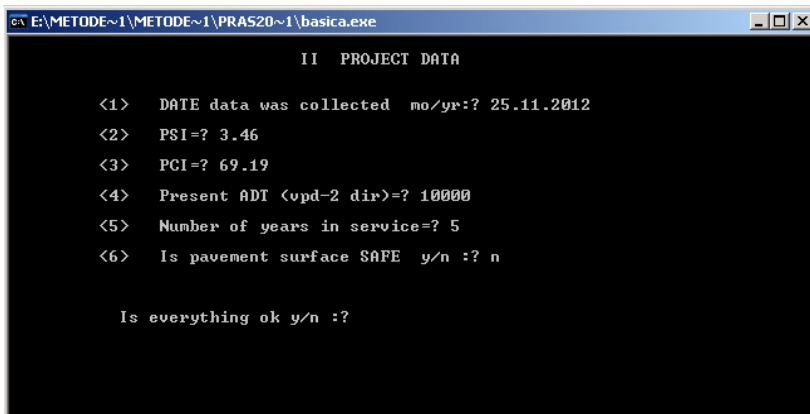 E:\METODE~1\METODE~1\PRAS20~1\basica.exe
II PROJECT DATA
<1> DATE data was collected mo/yr:? 25.11.2012
<2> PSI=? 3.46
<3> PCI=? 69.19
<4> Present ADT (vpd-2 dir)=? 10000
<5> Number of years in service=? 5
<6> Is pavement surface SAFE y/n :? n
Is everything ok y/n :?